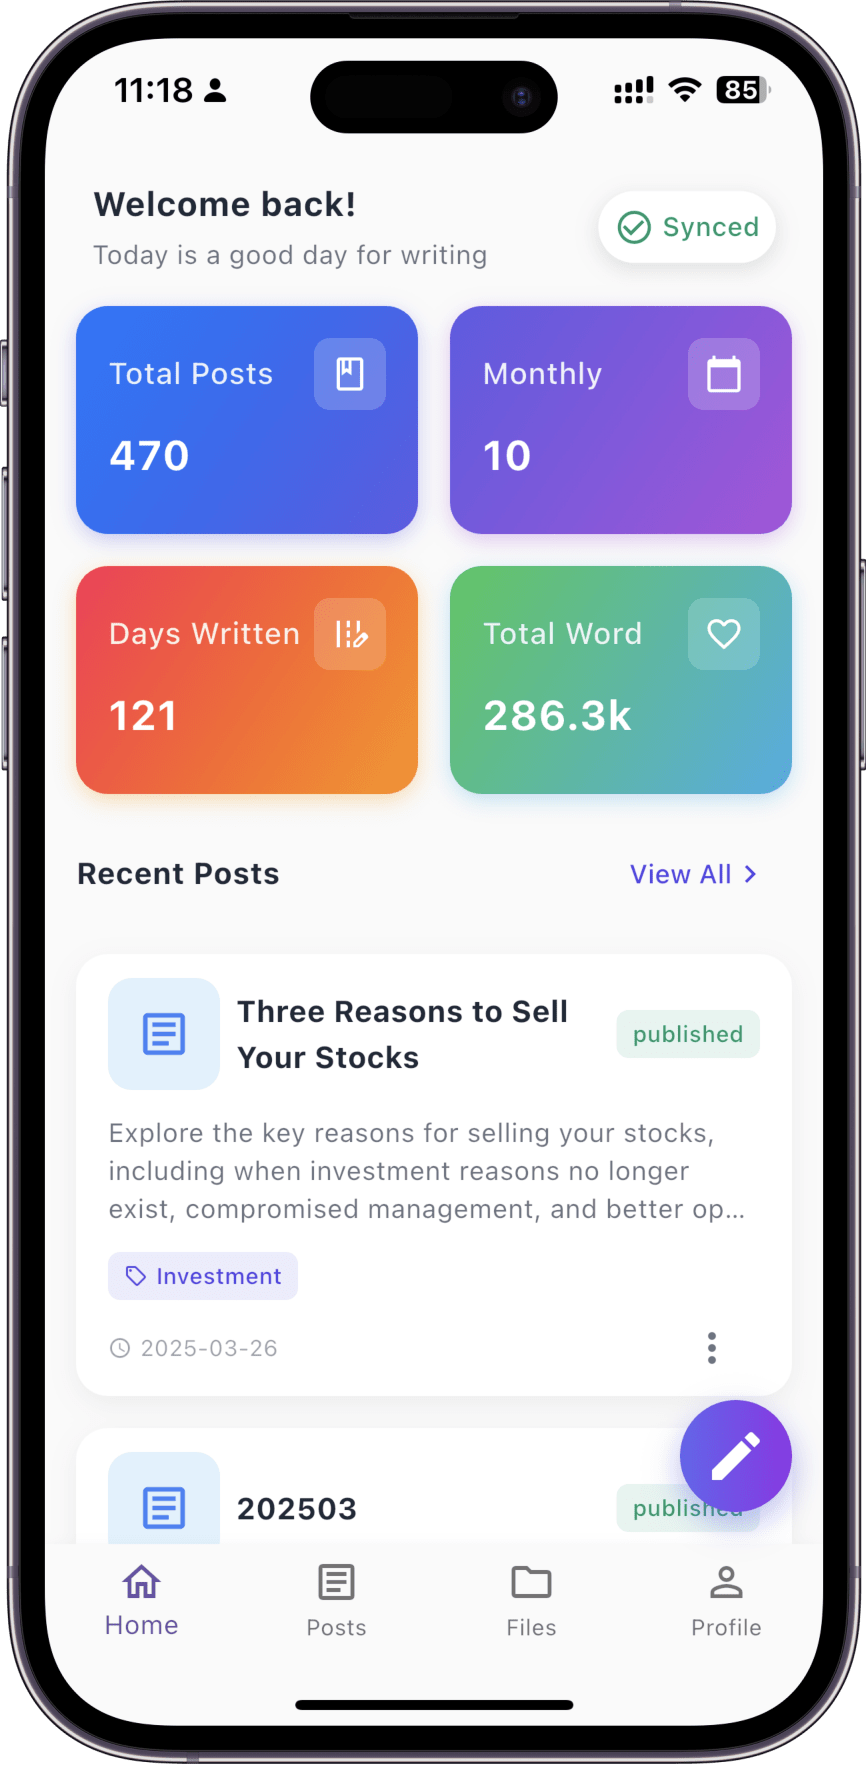 11:18
85
Welcome back!
Today is a good day for writing
Synced
Total Posts
470
Monthly
10
Days Written
121
Total Word
286.3k
Recent Posts
View All
Three Reasons to Sell
Your Stocks
published
Explore the key reasons for selling your stocks,
including when investment reasons no longer
exist, compromised management, and better op...
Investment
2025-03-26
202503
published
Home
Posts
Files
Profile